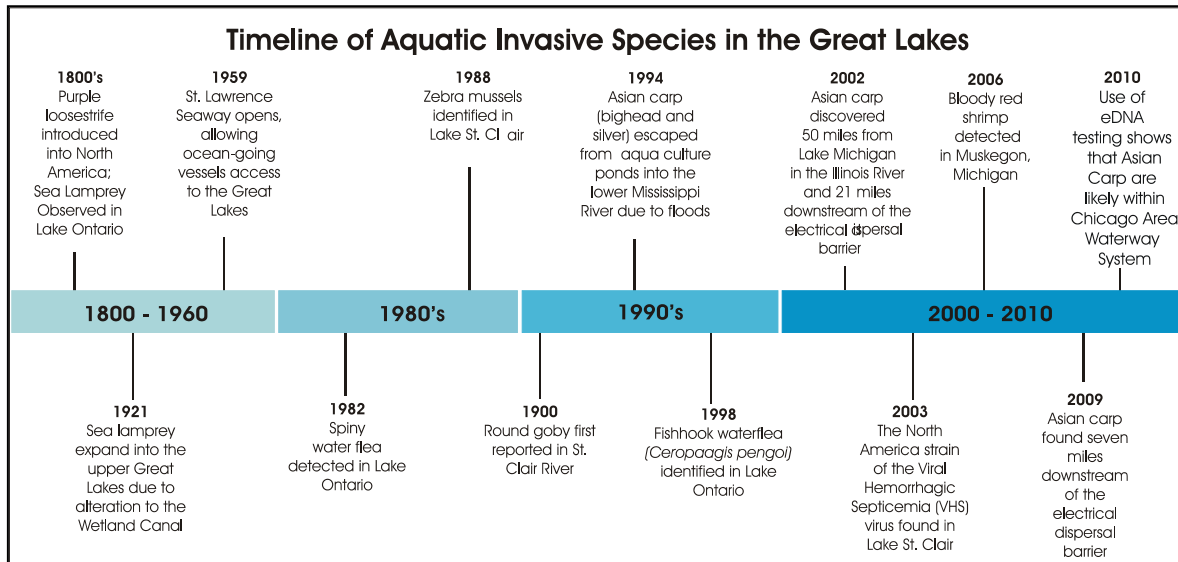 Timeline of Aquatic Invasive Species in the Great Lakes
1800's
Purple
loosestrife
introduced
into North
America;
Sea Lamprey
Observed in
Lake Ontario
1959
St. Lawrence
Seaway opens,
allowing
ocean-going
vessels access
to the Great
Lakes
1988
Zebra mussels
identified in
Lake St. Cl air
1994
Asian carp
(bighead and
silver) escaped
from aqua culture
ponds into the
lower Mississippi
River due to floods
2002
Asian carp
discovered
50 miles from
Lake Michigan
in the Illinois River
and 21 miles
downstream of the
electrical dispersal
barrier
2006
Bloody red
shrimp
detected
in Muskegon,
Michigan
2010
Use of
eDNA
testing shows
that Asian
Carp are
likely within
Chicago Area
Waterway
System
1800 - 1960
1980's
1990's
2000 - 2010
1921
Sea lamprey
expand into the
upper Great
Lakes due to
alteration to the
Wetland Canal
1982
Spiny
water flea
detected in Lake
Ontario
1900
Round goby first
reported in St.
Clair River
1998
Fishhook waterflea
(Ceropaagis pengoi)
identified in Lake
Ontario
2003
The North
America strain of
the Viral
Hemorrhagic
Septicemia (VHS)
virus found in
Lake St. Clair
2009
Asian carp
found seven
miles
downstream
of the
electrical
dispersal
barrier